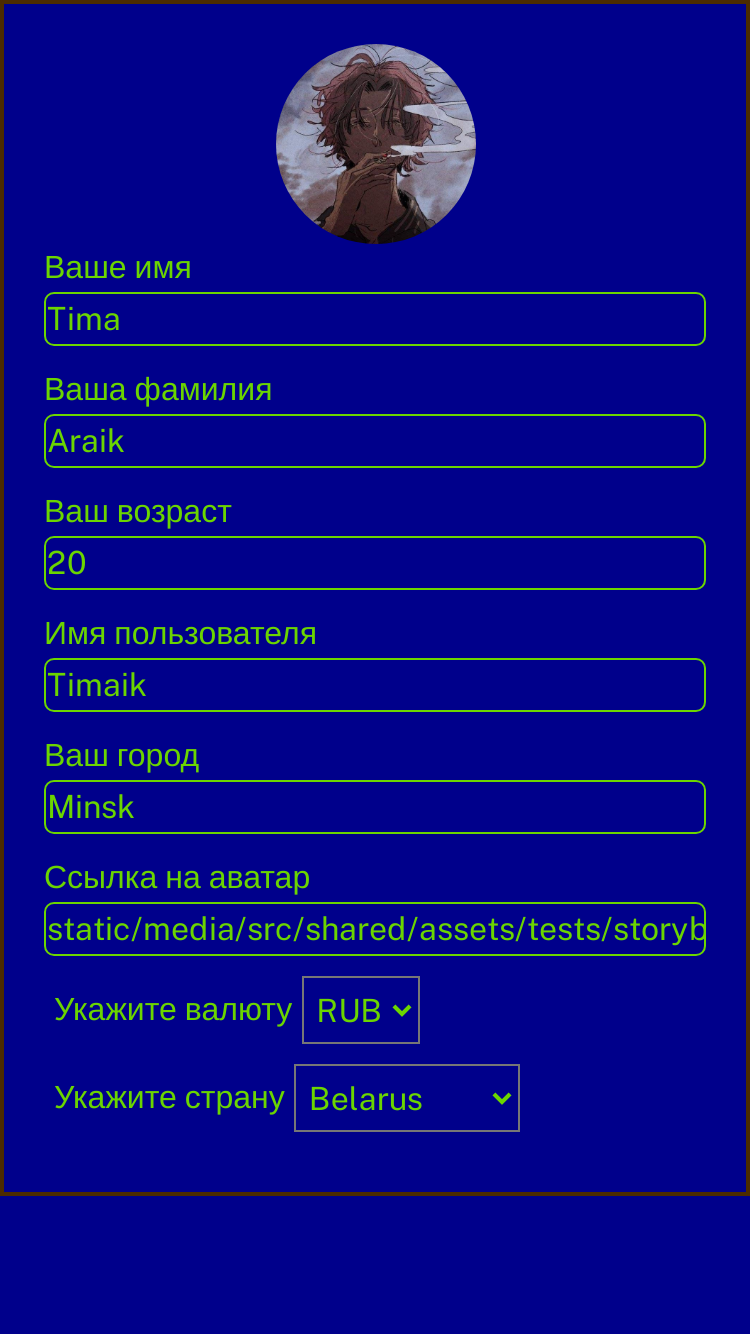 Ваше имя
Tima
Ваша фамилия
Araik
Ваш возраст
20
Имя пользователя
Timaik
Ваш город
Minsk
Ссылка на аватар
static/media/src/shared/assets/tests/storyb
Укажите валюту RUB
Укажите страну Belarus